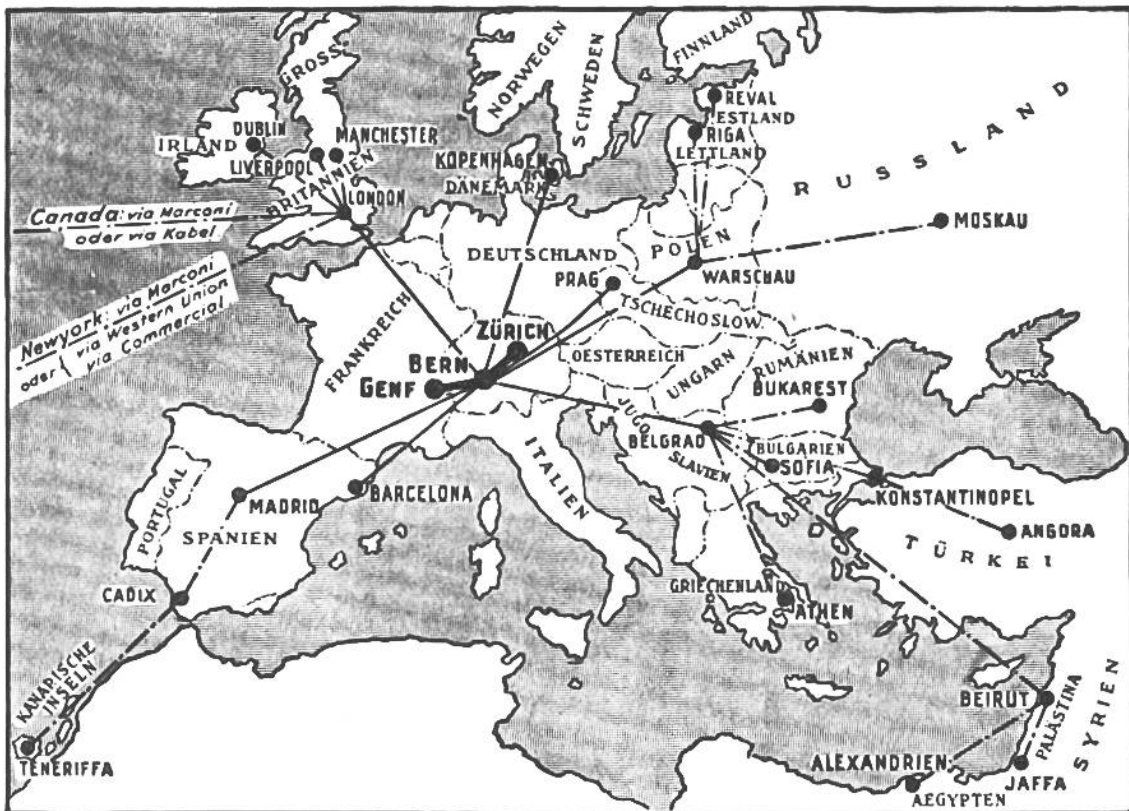 NORWEGEN
SCHWEDEN
FINNLAND
GROSS-
BRITANNIEN
IRLAND
DUBLIN
MANCHESTER
LIVERPOOL
LONDON
KOPENHAGEN
DÄNEMARK
REVAL
ESTLAND
RIGA
LETTLAND
RUSSLAND
MOSKAU
Canada: via Marconi
oder via Kabel
Newyork: via Marconi
oder { via Western Union
via Commercial
DEUTSCHLAND
POLEN
WARSCHAU
PRAG
TSCHECHOSLOW.
FRANKREICH
ZÜRICH
BERN
GENF
OESTERREICH
UNGARN
RUMÄNIEN
BUKAREST
JUGO
SLAVIEN
BELGRAD
BULGARIEN
SOFIA
KONSTANTINOPEL
ANGORA
TÜRKEI
ITALIEN
PORTUGAL
SPANIEN
MADRID
BARCELONA
CADIX
KANARISCHE
INSELN
TENERIFFA
GRIECHENLAND
ATHEN
BEIRUT
PALÄSTINA
SYRIEN
ALEXANDRIEN
JAFFA
AEGYPTEN